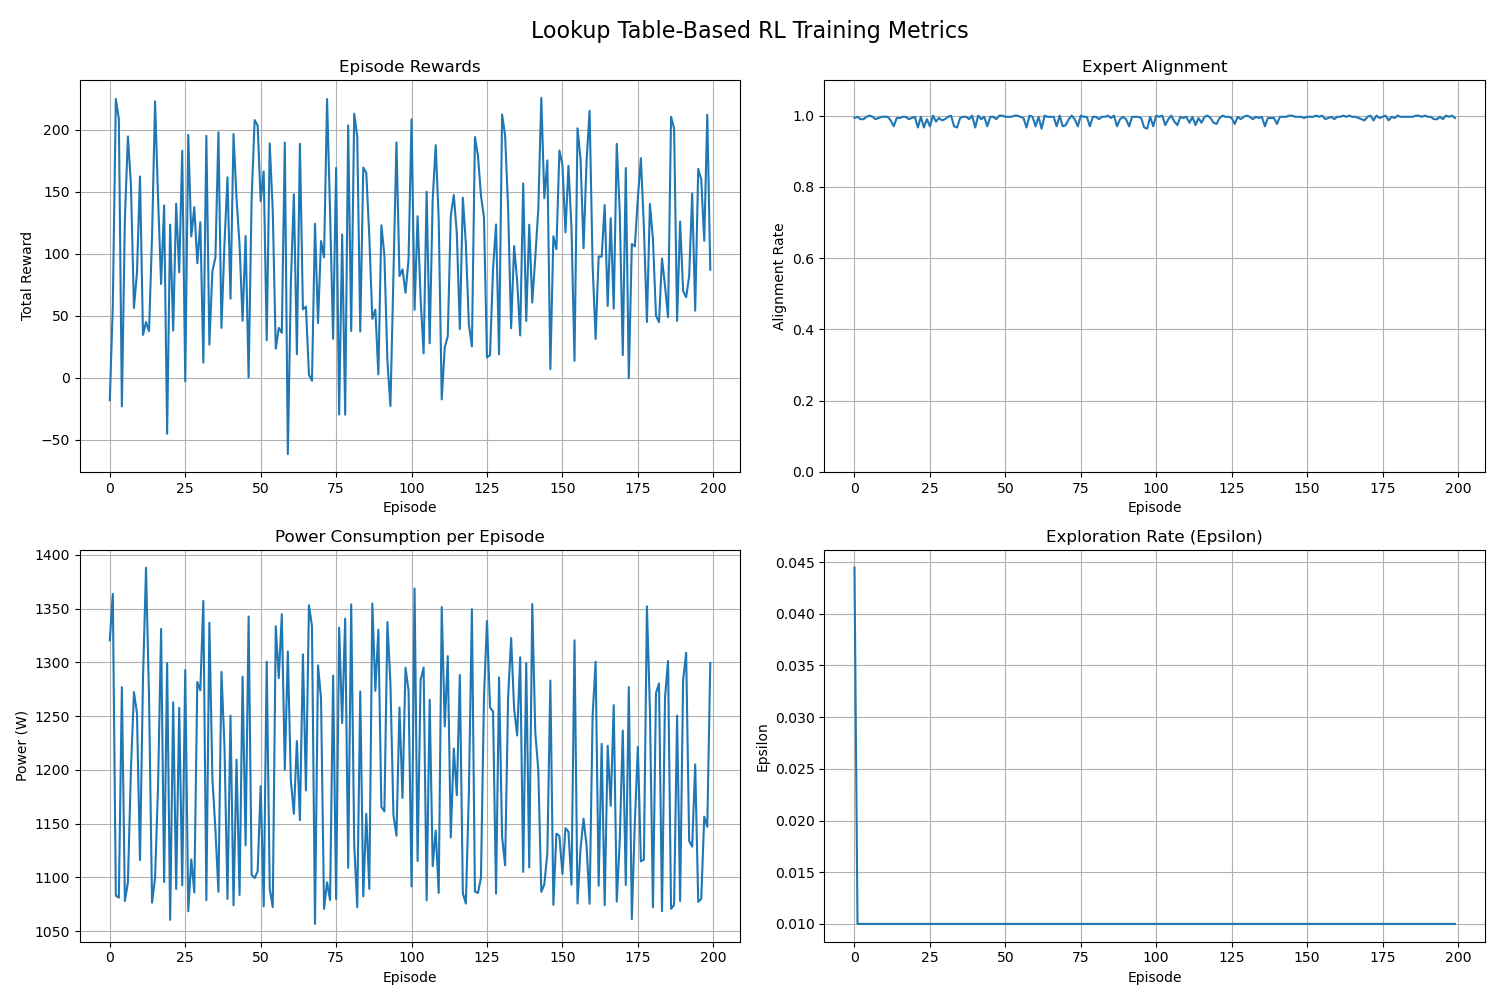 Lookup Table-Based RL Training Metrics
Episode Rewards
Total Reward
200
150
100
50
0
−50
0 25 50 75 100 125 150 175 200
Episode
Expert Alignment
Alignment Rate
1.0
0.8
0.6
0.4
0.2
0.0
0 25 50 75 100 125 150 175 200
Episode
Power Consumption per Episode
Power (W)
1400
1350
1300
1250
1200
1150
1100
1050
0 25 50 75 100 125 150 175 200
Episode
Exploration Rate (Epsilon)
Epsilon
0.045
0.040
0.035
0.030
0.025
0.020
0.015
0.010
0 25 50 75 100 125 150 175 200
Episode